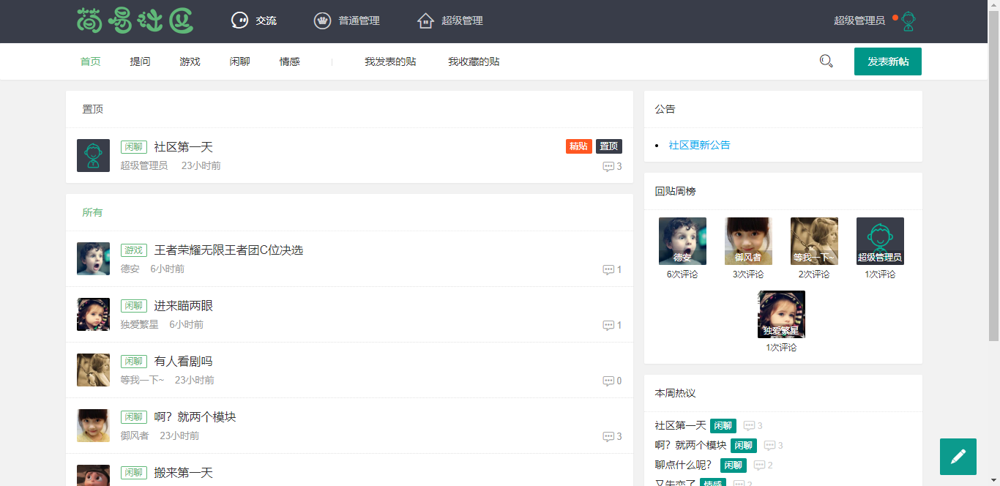 简易社区 交流 普通管理 超级管理 超级管理员
首页 提问 游戏 闲聊 情感 我发表的贴 我收藏的贴 发表新帖
置顶
闲聊 社区第一天 精贴 置顶
超级管理员 23小时前 3
所有
游戏 王者荣耀无限王者团C位决选
德安 6小时前 1
闲聊 进来瞄两眼
独爱繁星 6小时前 1
闲聊 有人看剧吗
等我一下~ 23小时前 0
闲聊 啊？就两个模块
御风者 23小时前 3
闲聊 搬来第一天
公告
社区更新公告
回贴周榜
德安 御风者 等我一下~ 超级管理员
6次评论 3次评论 2次评论 1次评论
独爱繁星
1次评论
本周热议
社区第一天 闲聊 3
啊？就两个模块 闲聊 3
聊点什么呢？ 闲聊 2
又失恋了 情感 2